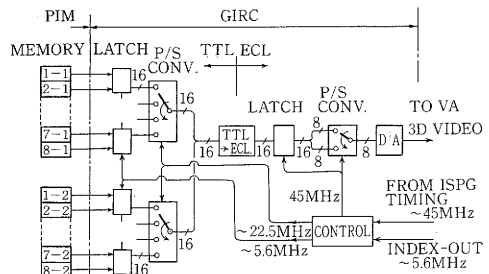 PIM GIRC
MEMORY LATCH P/S CONV. TTL ECL
1-1
2-1
16
16
7-1
8-1
16
LATCH P/S CONV. TO VA 3D VIDEO
16 TTL →ECL. 16 16 8 8 8 D/A
1-2
2-2
16
7-2
8-2
16
45MHz
~22.5MHz
~5.6MHz
CONTROL
FROM ISPG TIMING ~45MHz
INDEX-OUT ~5.6MHz